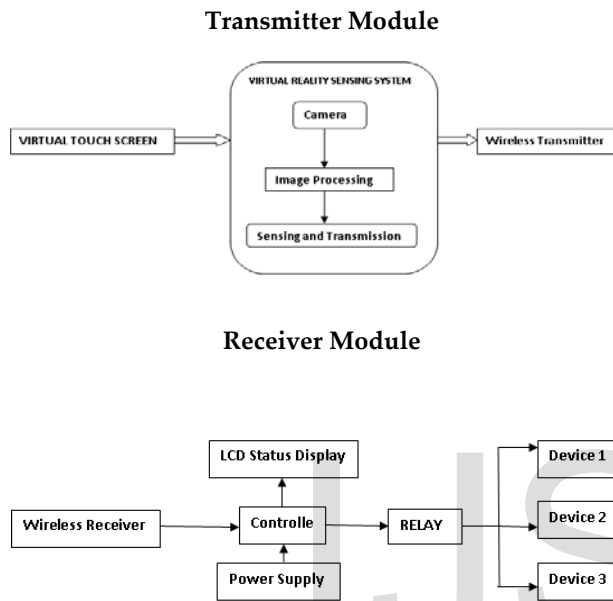 Transmitter Module
VIRTUAL REALITY SENSING SYSTEM
Camera
VIRTUAL TOUCH SCREEN
Wireless Transmitter
Image Processing
Sensing and Transmission
Receiver Module
LCD Status Display
Device 1
Wireless Receiver
Controlle
RELAY
Device 2
Power Supply
Device 3
IJS